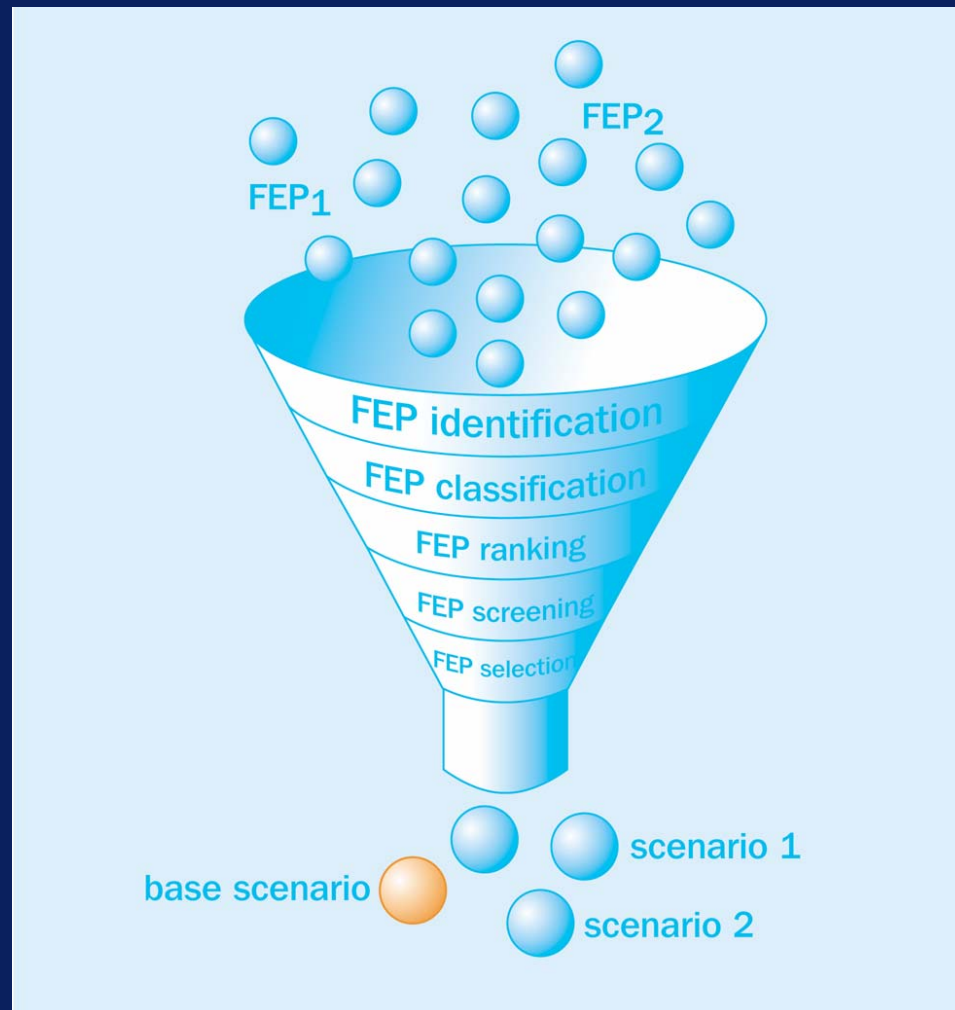 FEP2
FEP1
FEP identification
FEP classification
FEP ranking
FEP screening
FEP selection
scenario 1
base scenario
scenario 2